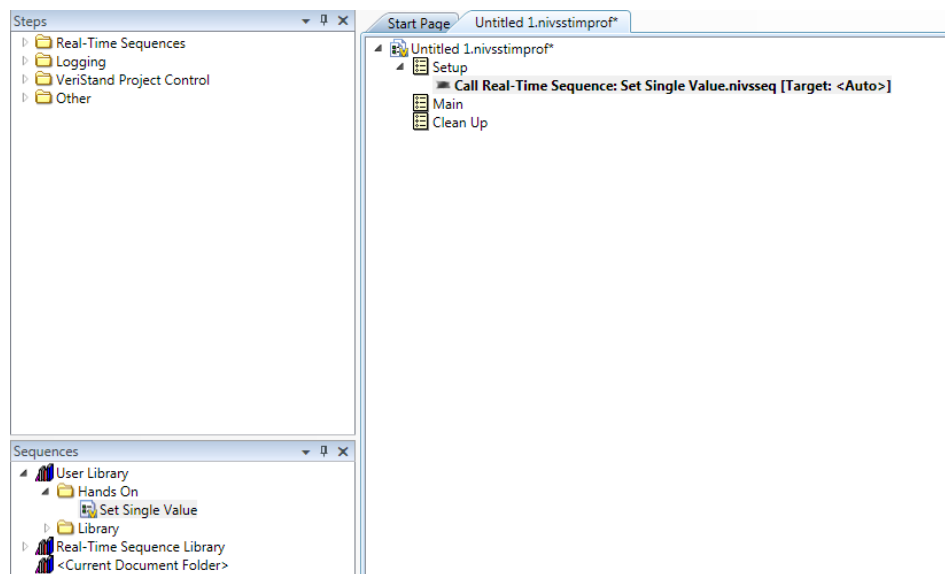 Steps
Real-Time Sequences
Logging
VeriStand Project Control
Other
Start Page
Untitled 1.nivsstimprof*
Untitled 1.nivsstimprof*
Setup
Call Real-Time Sequence: Set Single Value.nivsseq [Target: <Auto>]
Main
Clean Up
Sequences
User Library
Hands On
Set Single Value
Library
Real-Time Sequence Library
<Current Document Folder>